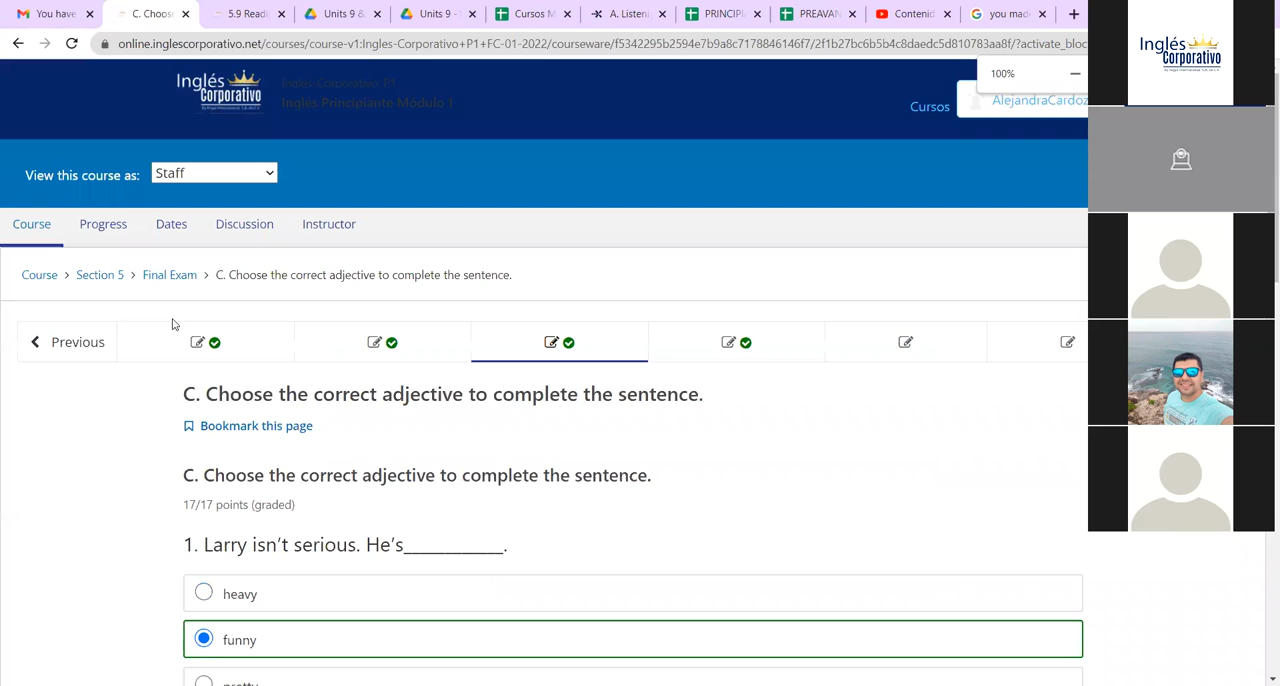 You have
C. Choos
5.9 Readi
Units 9 &
Units 9 -
Cursos M
A. Listeni
PRINCIPI
PREAVAN
Contenid
you mad
online.inglescorporativo.net/courses/course-v1:Ingles-Corporativo+P1+FC-01-2022/courseware/f5342295b2594e7b9a8c7178846146f7/2f1b27bc6b5b4c8daedc5d810783aa8f/?activate_bloc
100%
Inglés Corporativo
Inglés Corporativo: P1
Inglés Principiante Módulo 1
Cursos
AlejandraCardoz
Inglés Corporativo
View this course as:
Staff
Course
Progress
Dates
Discussion
Instructor
Course > Section 5 > Final Exam > C. Choose the correct adjective to complete the sentence.
Previous
C. Choose the correct adjective to complete the sentence.
Bookmark this page
C. Choose the correct adjective to complete the sentence.
17/17 points (graded)
1. Larry isn't serious. He's___________.
heavy
funny
pretty